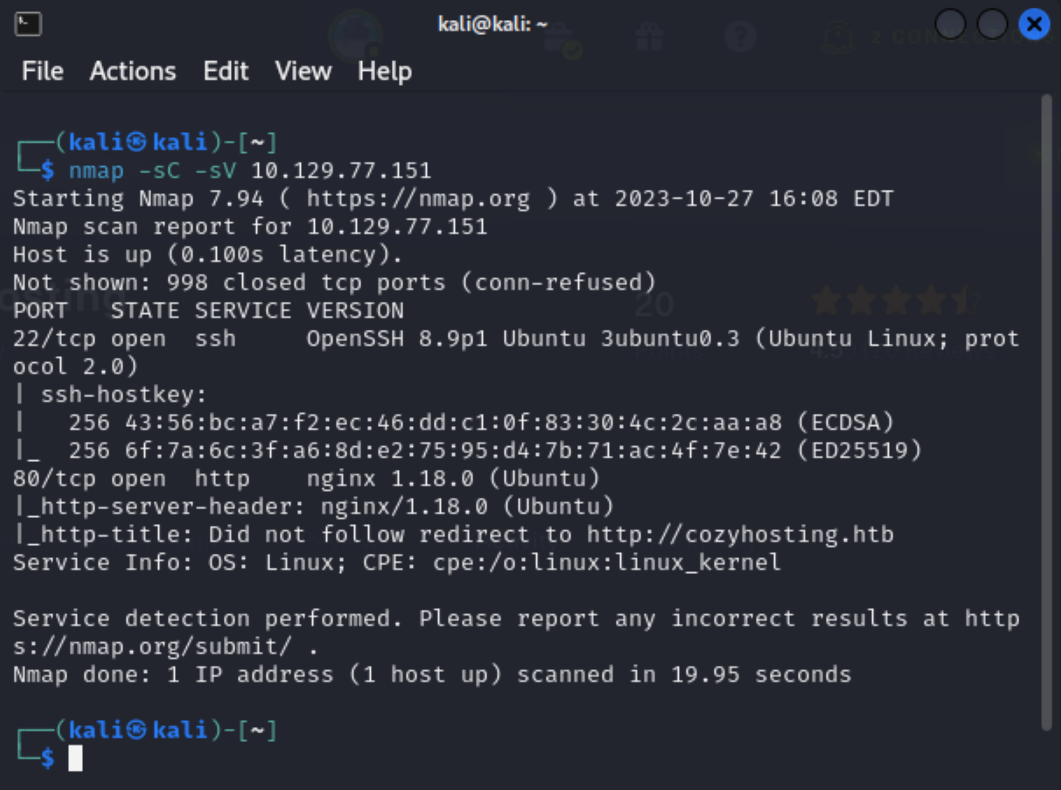 kali@kali: ~
2 CONNECTIONS
File Actions Edit View Help
┌──(kali㉿kali)-[~]
└─$ nmap -sC -sV 10.129.77.151
Starting Nmap 7.94 ( https://nmap.org ) at 2023-10-27 16:08 EDT
Nmap scan report for 10.129.77.151
Host is up (0.100s latency).
Not shown: 998 closed tcp ports (conn-refused)
20
PORT STATE SERVICE VERSION
22/tcp open ssh OpenSSH 8.9p1 Ubuntu 3ubuntu0.3 (Ubuntu Linux; prot
ocol 2.0)
| ssh-hostkey:
| 256 43:56:bc:a7:f2:ec:46:dd:c1:0f:83:30:4c:2c:aa:a8 (ECDSA)
|_ 256 6f:7a:6c:3f:a6:8d:e2:75:95:d4:7b:71:ac:4f:7e:42 (ED25519)
80/tcp open http nginx 1.18.0 (Ubuntu)
|_http-server-header: nginx/1.18.0 (Ubuntu)
|_http-title: Did not follow redirect to http://cozyhosting.htb
Service Info: OS: Linux; CPE: cpe:/o:linux:linux_kernel
Service detection performed. Please report any incorrect results at http
s://nmap.org/submit/ .
Nmap done: 1 IP address (1 host up) scanned in 19.95 seconds
┌──(kali㉿kali)-[~]
└─$